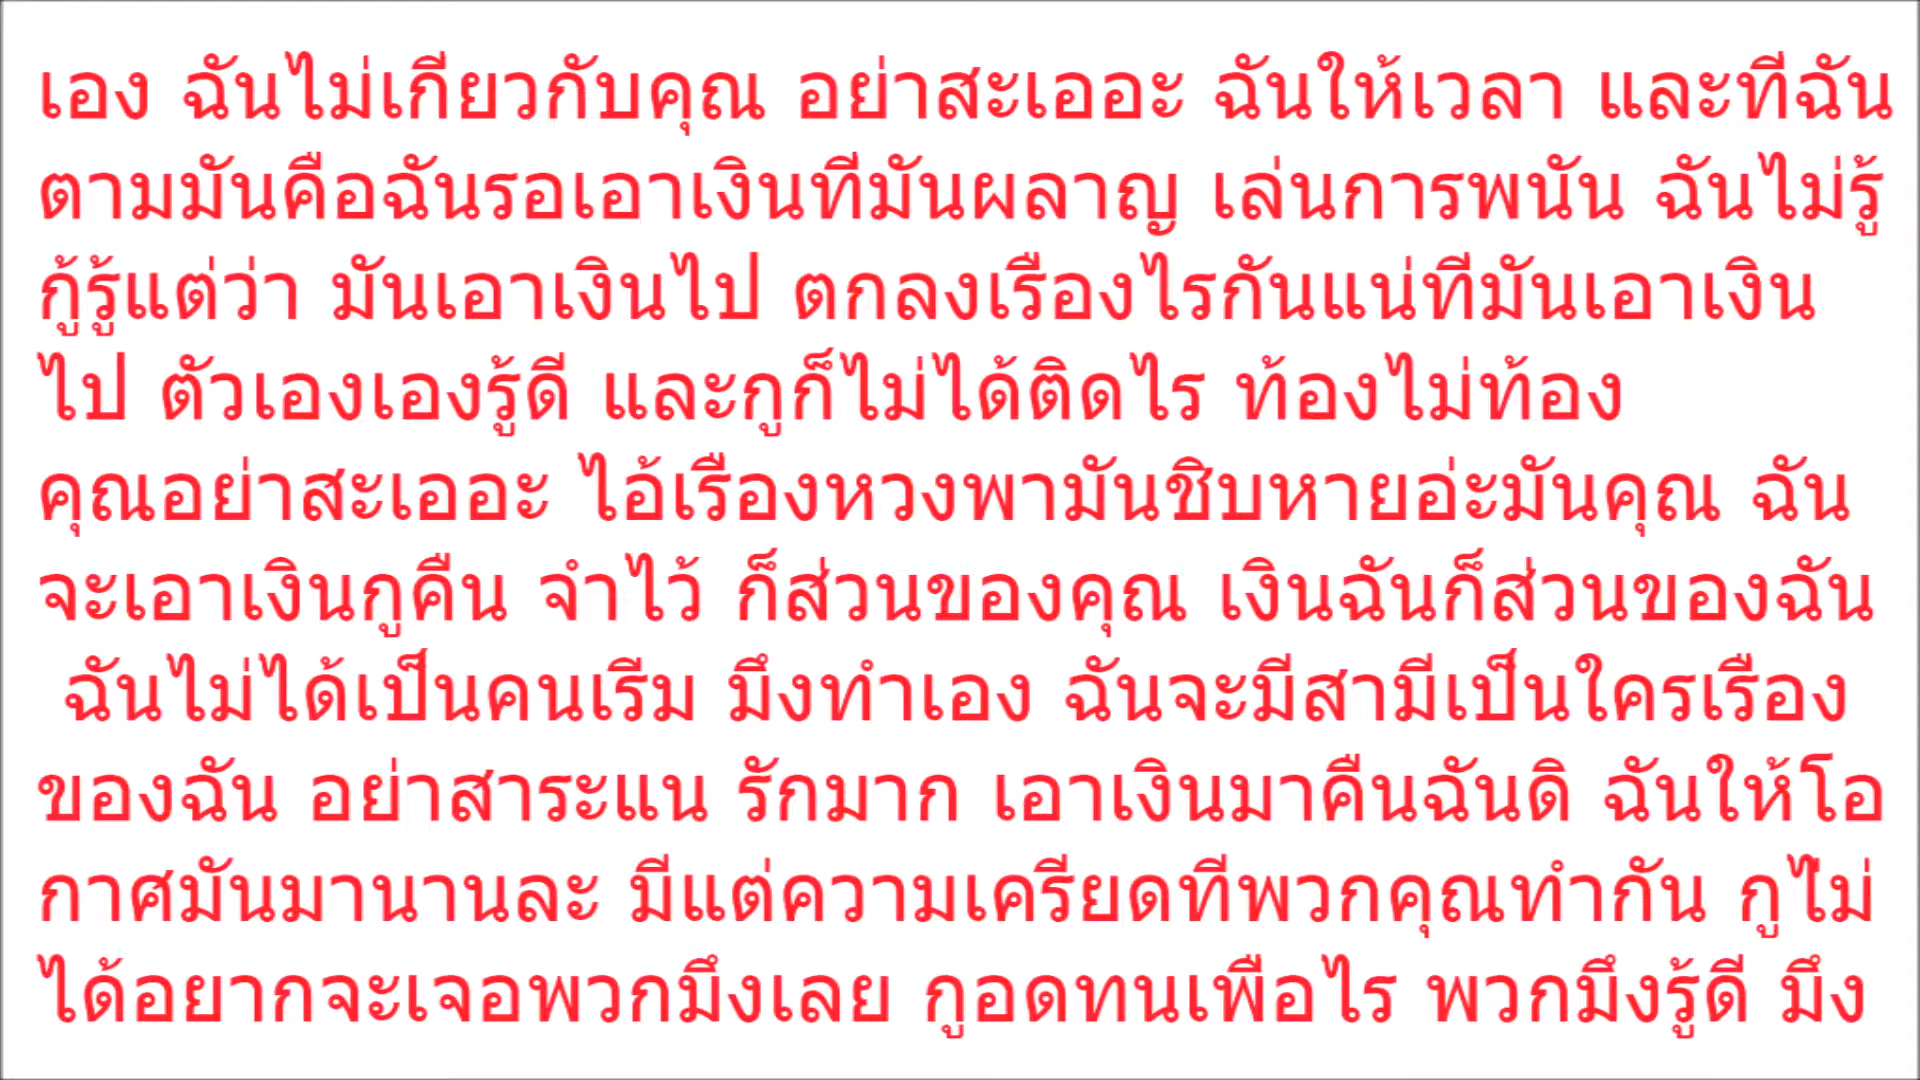 เอง ฉันไม่เกียวกับคุณ อย่าสะเออะ ฉันให้เวลา และทีฉัน
ตามมันคือฉันรอเอาเงินทีมันผลาญ เล่นการพนัน ฉันไม่รู้
กู้รู้แต่ว่า มันเอาเงินไป ตกลงเรืองไรกันแน่ทีมันเอาเงิน
ไป ตัวเองเองรู้ดี และกูก็ไม่ได้ติดไร ท้องไม่ท้อง
คุณอย่าสะเออะ ไอ้เรืองหวงพามันชิบหายอ่ะมันคุณ ฉัน
จะเอาเงินกูคืน จำไว้ ก็ส่วนของคุณ เงินฉันก็ส่วนของฉัน
ฉันไม่ได้เป็นคนเรีม มึงทำเอง ฉันจะมีสามีเป็นใครเรือง
ของฉัน อย่าสาระแน รักมาก เอาเงินมาคืนฉันดิ ฉันให้โอ
กาศมันมานานละ มีแต่ความเครียดทีพวกคุณทำกัน กูไม่
ได้อยากจะเจอพวกมึงเลย กูอดทนเพือไร พวกมึงรู้ดี มึง